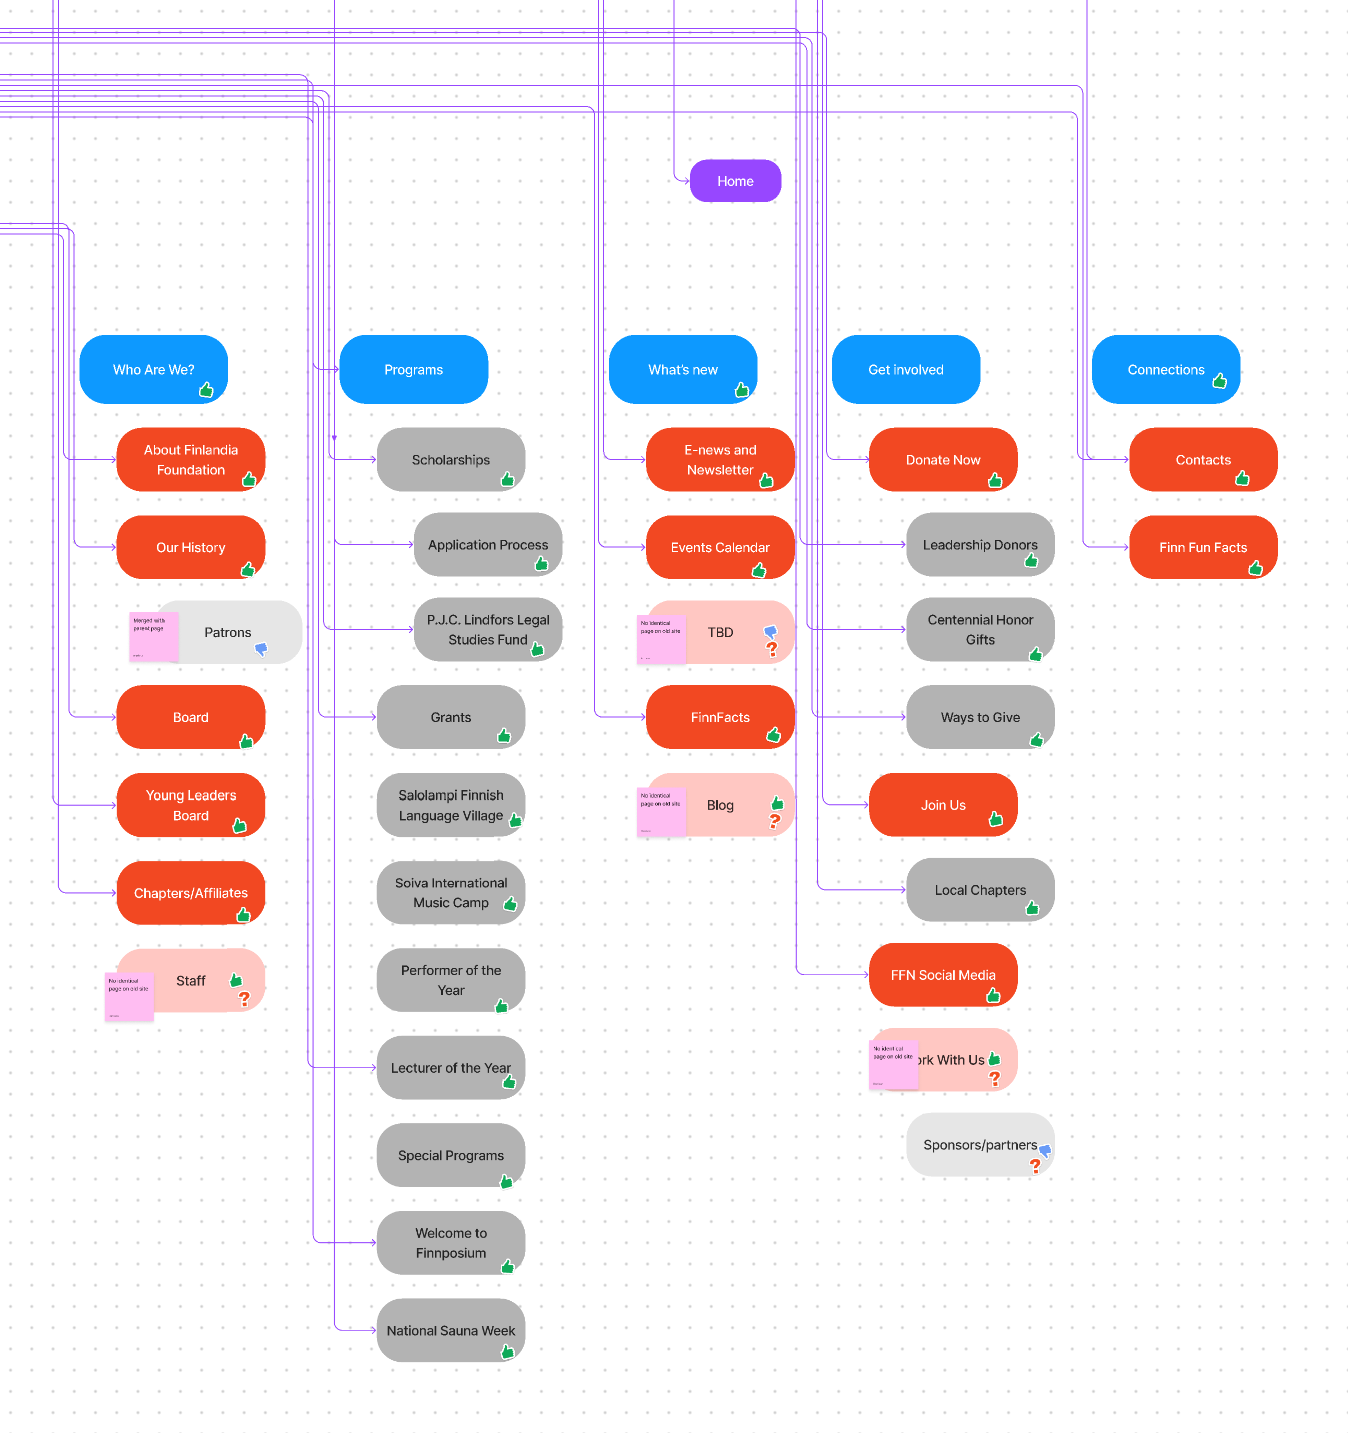 Home
Who Are We?
Programs
What's new
Get involved
Connections
About Finlandia
Foundation
Our History
Merged with
parent page
Patrons
Board
Young Leaders
Board
Chapters/Affiliates
No identical
page on old site
Staff
Scholarships
Application Process
P.J.C. Lindfors Legal
Studies Fund
Grants
Salolampi Finnish
Language Village
Soiva International
Music Camp
Performer of the
Year
Lecturer of the Year
Special Programs
Welcome to
Finnposium
National Sauna Week
E-news and
Newsletter
Events Calendar
No identical
page on old site
TBD
?
FinnFacts
No identical
page on old site
Blog
?
Donate Now
Leadership Donors
Centennial Honor
Gifts
Ways to Give
Join Us
Local Chapters
FFN Social Media
No identical
page on old site
ork With Us
?
Sponsors/partners
?
Contacts
Finn Fun Facts
?